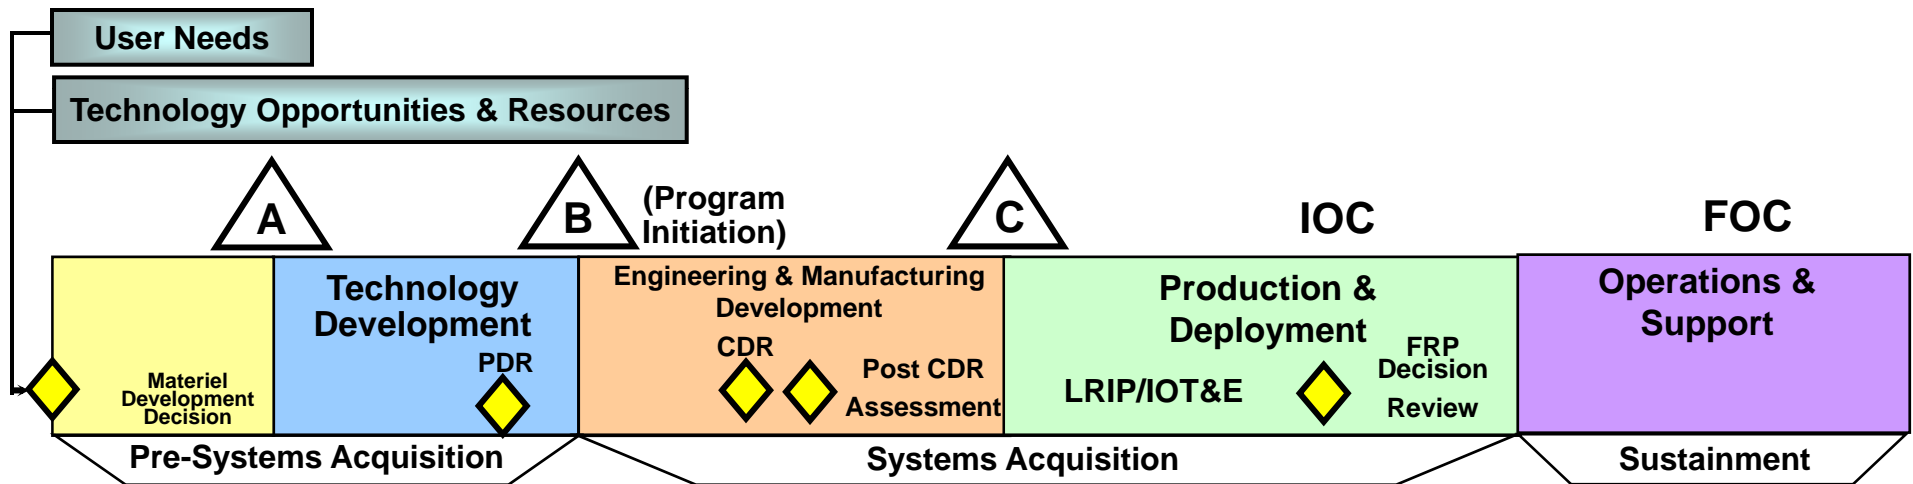 User Needs
Technology Opportunities & Resources
A
B
(Program
Initiation)
C
IOC
FOC
Materiel
Development
Decision
Technology
Development
PDR
Engineering & Manufacturing
Development
CDR
Post CDR
Assessment
Production &
Deployment
LRIP/IOT&E
FRP
Decision
Review
Operations &
Support
Pre-Systems Acquisition
Systems Acquisition
Sustainment